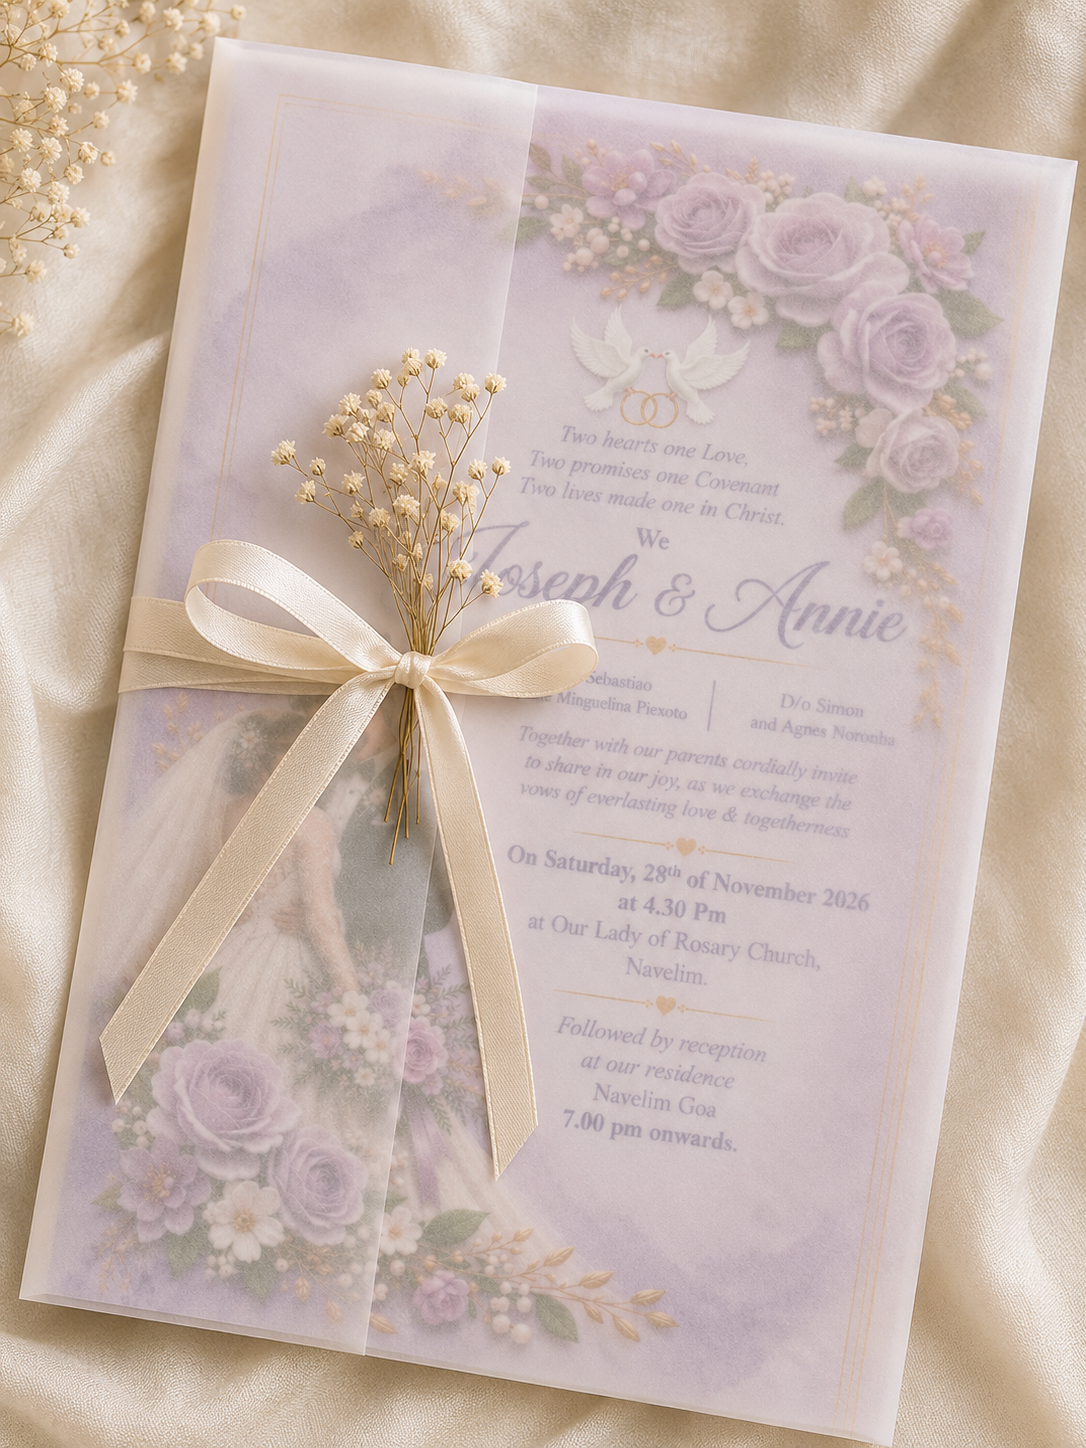 Two hearts one Love,
Two promises one Covenant
Two lives made one in Christ.
We
Joseph & Annie
Sebastiao
Minguelina Piexoto
D/o Simon
and Agnes Noronha
Together with our parents cordially invite
to share in our joy, as we exchange the
vows of everlasting love & togetherness
On Saturday, 28th of November 2026
at 4.30 Pm
at Our Lady of Rosary Church,
Navelim.
Followed by reception
at our residence
Navelim Goa
7.00 pm onwards.